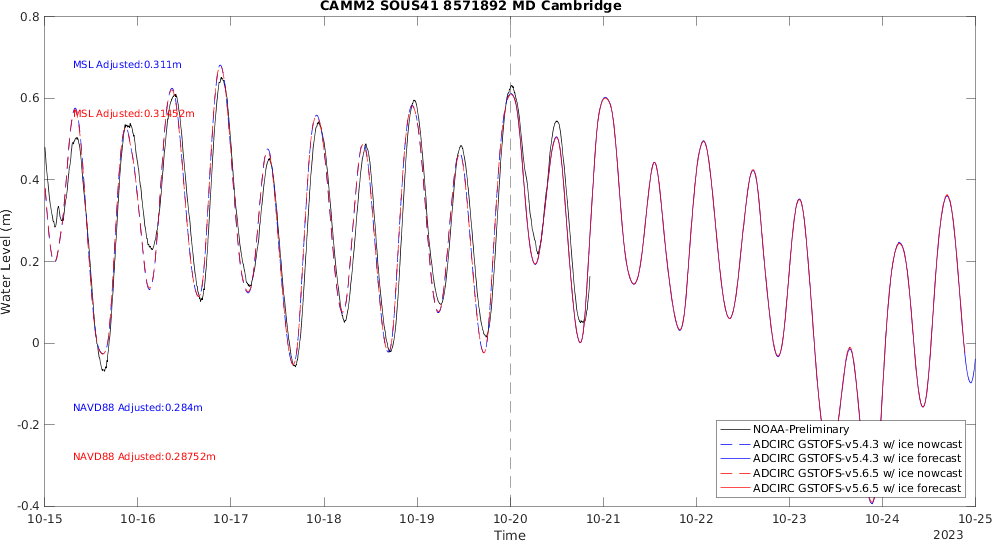 CAMM2 SOUS41 8571892 MD Cambridge
0.8
0.6
0.4
0.2
0
-0.2
-0.4
Water Level (m)
MSL Adjusted:0.311m
MSL Adjusted:0.31452m
NAVD88 Adjusted:0.284m
NAVD88 Adjusted:0.28752m
NOAA-Preliminary
ADCIRC GSTOFS-v5.4.3 w/ ice nowcast
ADCIRC GSTOFS-v5.4.3 w/ ice forecast
ADCIRC GSTOFS-v5.6.5 w/ ice nowcast
ADCIRC GSTOFS-v5.6.5 w/ ice forecast
10-15 10-16 10-17 10-18 10-19 10-20 10-21 10-22 10-23 10-24 10-25
Time
2023